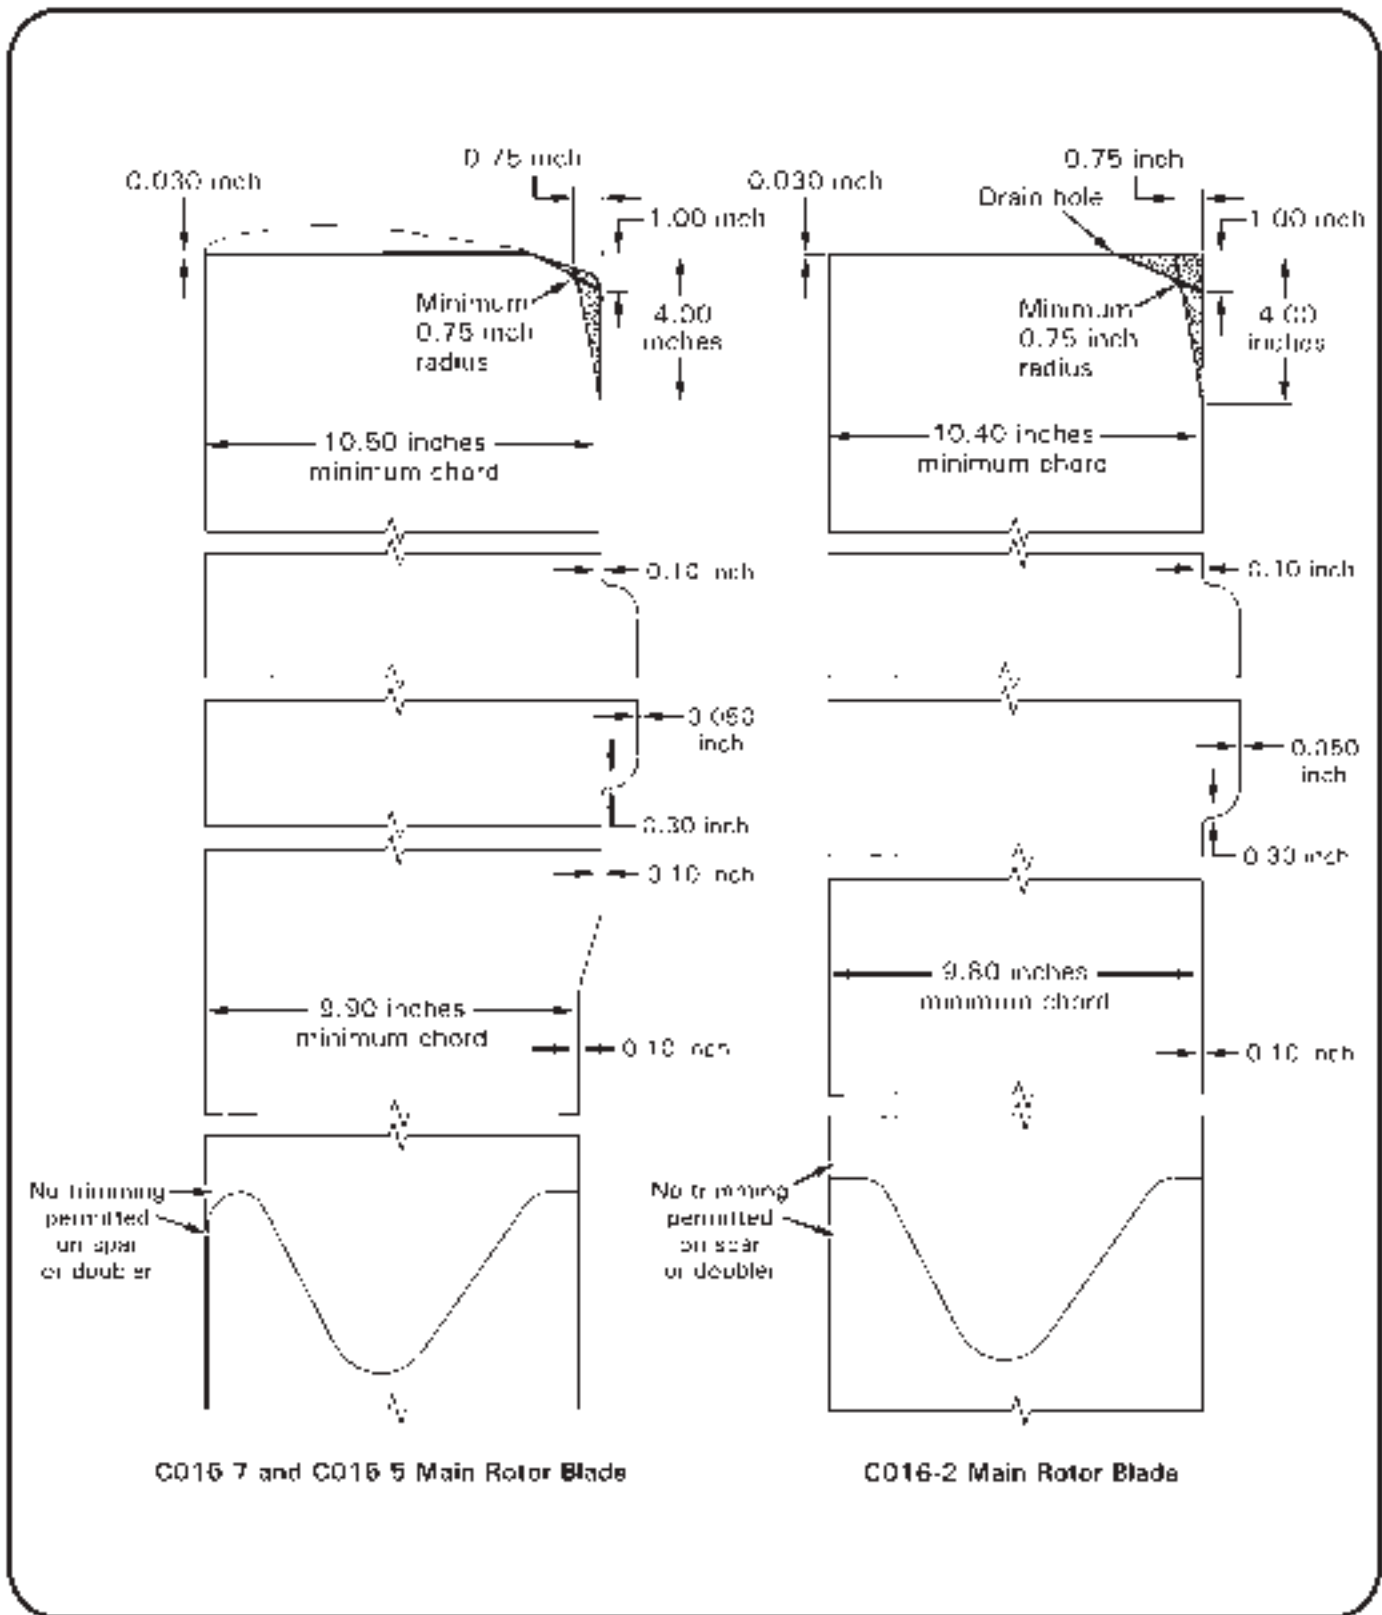 0.75 inch
0.030 inch
1.00 inch
Minimum
0.75 inch
radius
4.00
inches
10.50 inches
minimum chord
0.10 inch
0.050
inch
0.30 inch
0.10 inch
9.90 inches
minimum chord
0.10 inch
No trimming
permitted
on spar
or doubler
C016-7 and C016-5 Main Rotor Blade
0.75 inch
0.030 inch
Drain hole
1.00 inch
Minimum
0.75 inch
radius
4.00
inches
10.40 inches
minimum chord
0.10 inch
0.050
inch
0.30 inch
9.80 inches
minimum chord
0.10 inch
No trimming
permitted
on spar
or doubler
C016-2 Main Rotor Blade